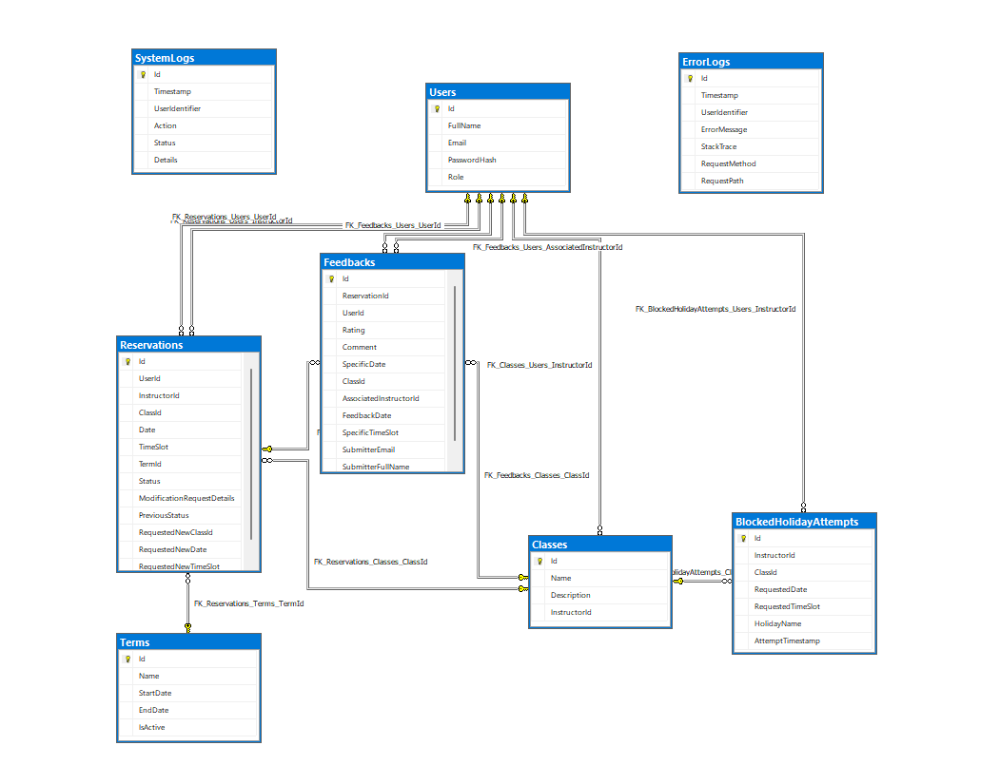 SystemLogs
Id
Timestamp
UserIdentifier
Action
Status
Details
Users
Id
FullName
Email
PasswordHash
Role
ErrorLogs
Id
Timestamp
UserIdentifier
ErrorMessage
StackTrace
RequestMethod
RequestPath
FK_Reservations_Users_UserId
FK_Reservations_Users_InstructorId
FK_Feedbacks_Users_UserId
FK_Feedbacks_Users_AssociatedInstructorId
FK_BlockedHolidayAttempts_Users_InstructorId
Feedbacks
Id
ReservationId
UserId
Rating
Comment
SpecificDate
ClassId
AssociatedInstructorId
FeedbackDate
SpecificTimeSlot
SubmitterEmail
SubmitterFullName
Reservations
Id
UserId
InstructorId
ClassId
Date
TimeSlot
TermId
Status
ModificationRequestDetails
PreviousStatus
RequestedNewClassId
RequestedNewDate
RequestedNewTimeSlot
FK_Classes_Users_InstructorId
FK_Feedbacks_Classes_ClassId
FK_Reservations_Classes_ClassId
FK_Reservations_Terms_TermId
Classes
Id
Name
Description
InstructorId
olidayAttempts_Cl
BlockedHolidayAttempts
Id
InstructorId
ClassId
RequestedDate
RequestedTimeSlot
HolidayName
AttemptTimestamp
Terms
Id
Name
StartDate
EndDate
IsActive